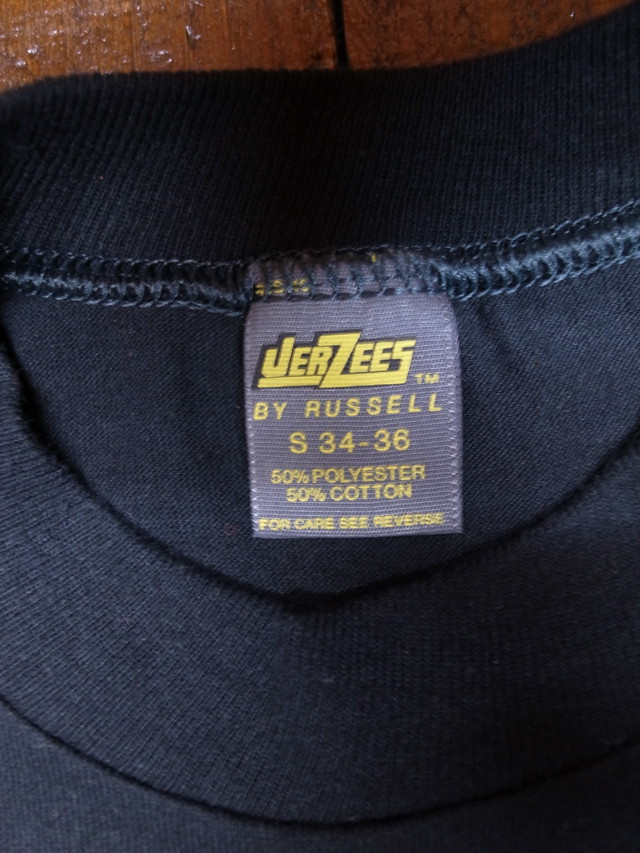 JERZEES™
BY RUSSELL
S 34-36
50% POLYESTER
50% COTTON
FOR CARE SEE REVERSE